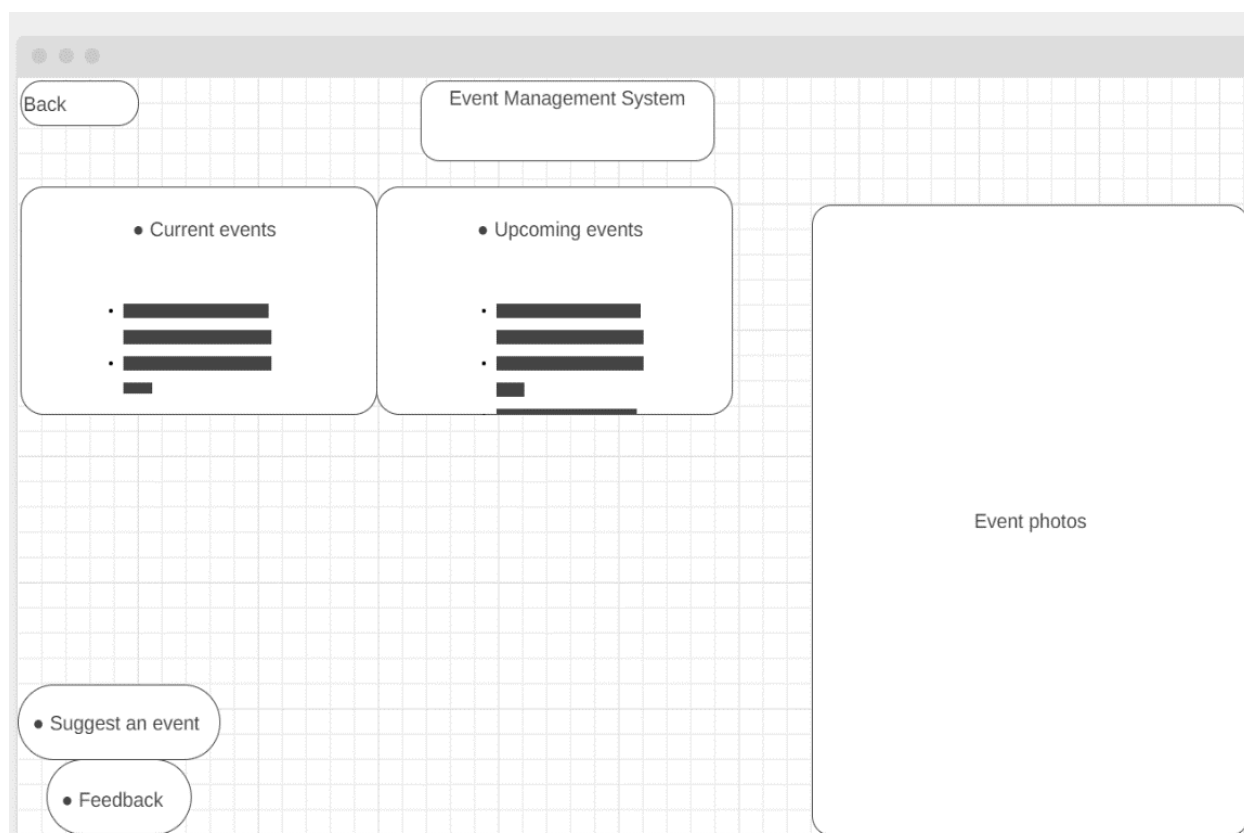 Back
Event Management System
● Current events
● Upcoming events
Event photos
● Suggest an event
● Feedback